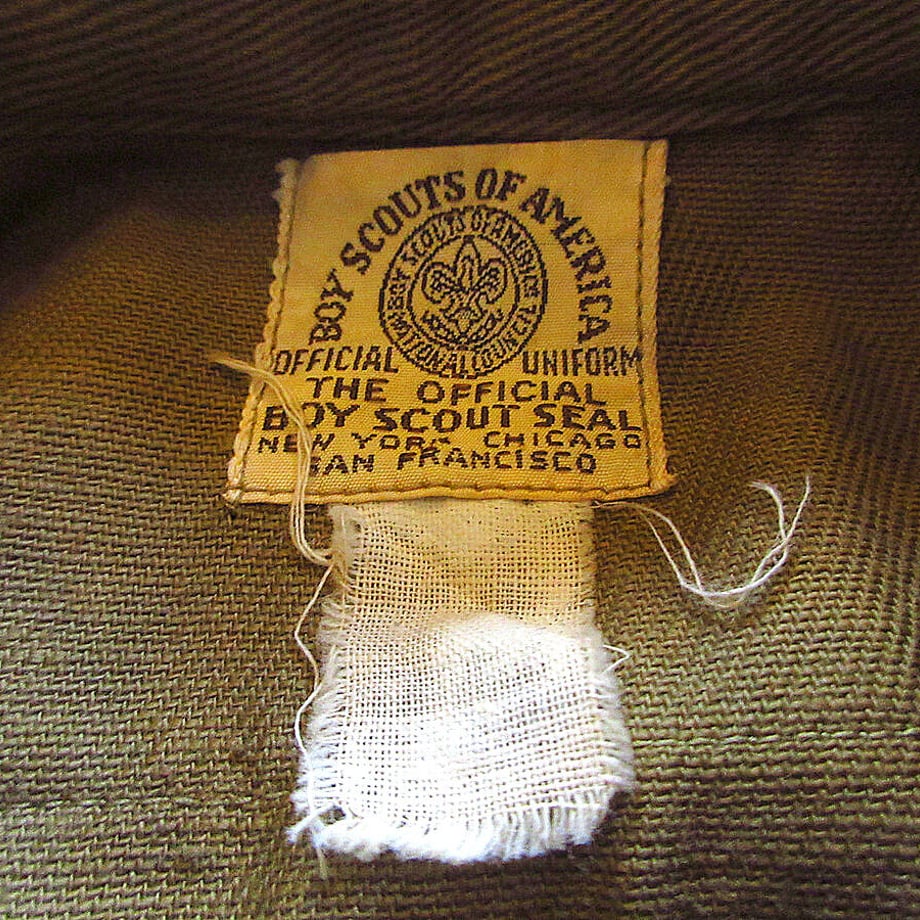 BOY SCOUTS OF AMERICA
BOY SCOUTS OF AMERICA
NATIONAL COUNCIL
OFFICIAL UNIFORM
THE OFFICIAL
BOY SCOUT SEAL
NEW YORK CHICAGO
SAN FRANCISCO